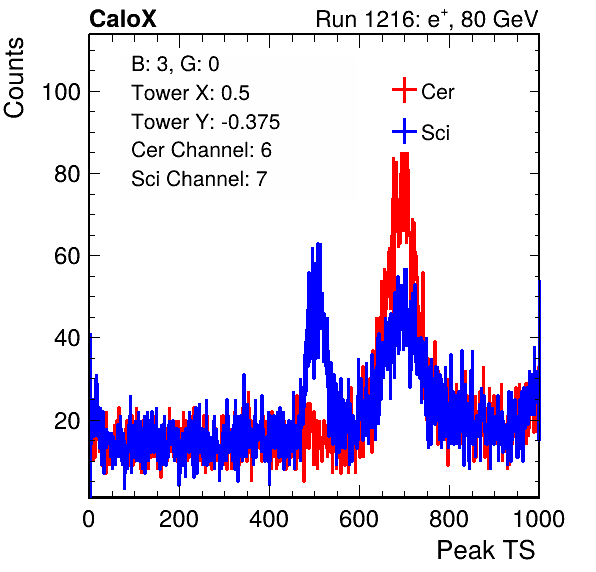 CaloX Run 1216: e⁺, 80 GeV
Counts
B: 3, G: 0
Tower X: 0.5
Tower Y: -0.375
Cer Channel: 6
Sci Channel: 7
Cer
Sci
100
80
60
40
20
0 200 400 600 800 1000
Peak TS